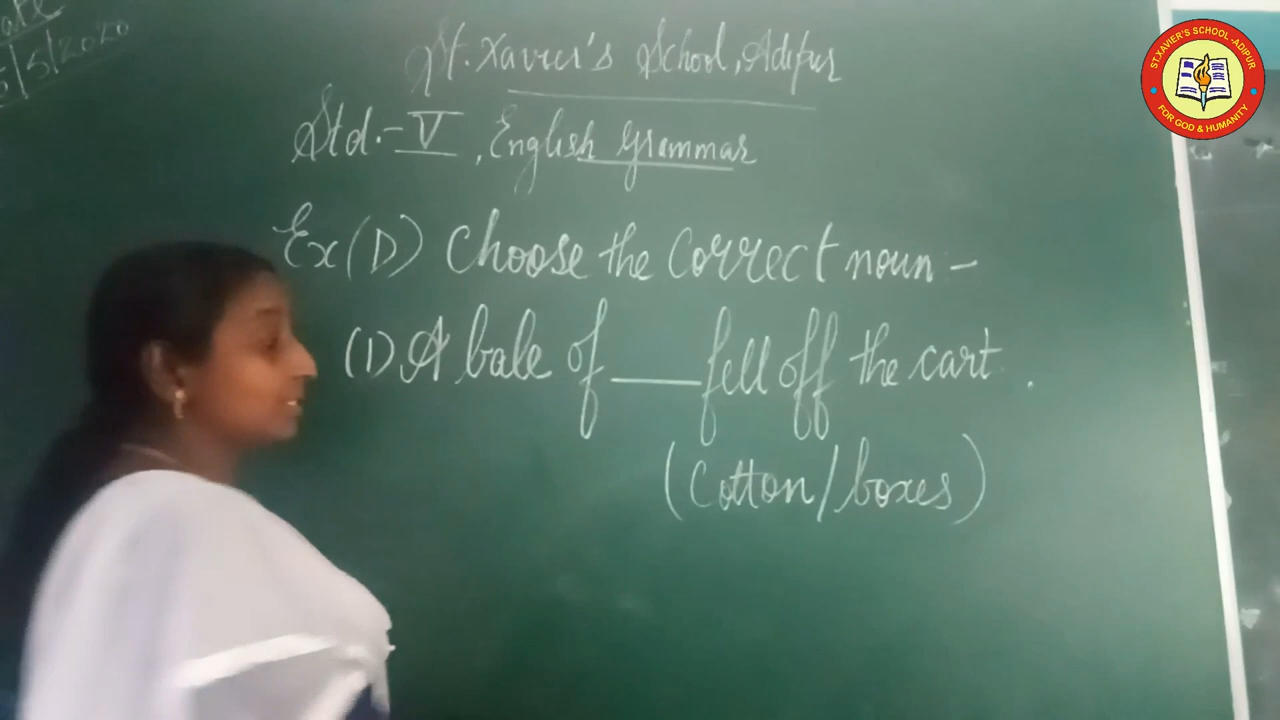 St. Xavier's School, Adipur
Std.- V , English Grammar
Ex(D) Choose the Correct noun –
(1) A bale of ___ fell off the cart .
(Cotton/boxes)
ST.XAVIER'S SCHOOL-ADIPUR
FOR GOD & HUMANITY